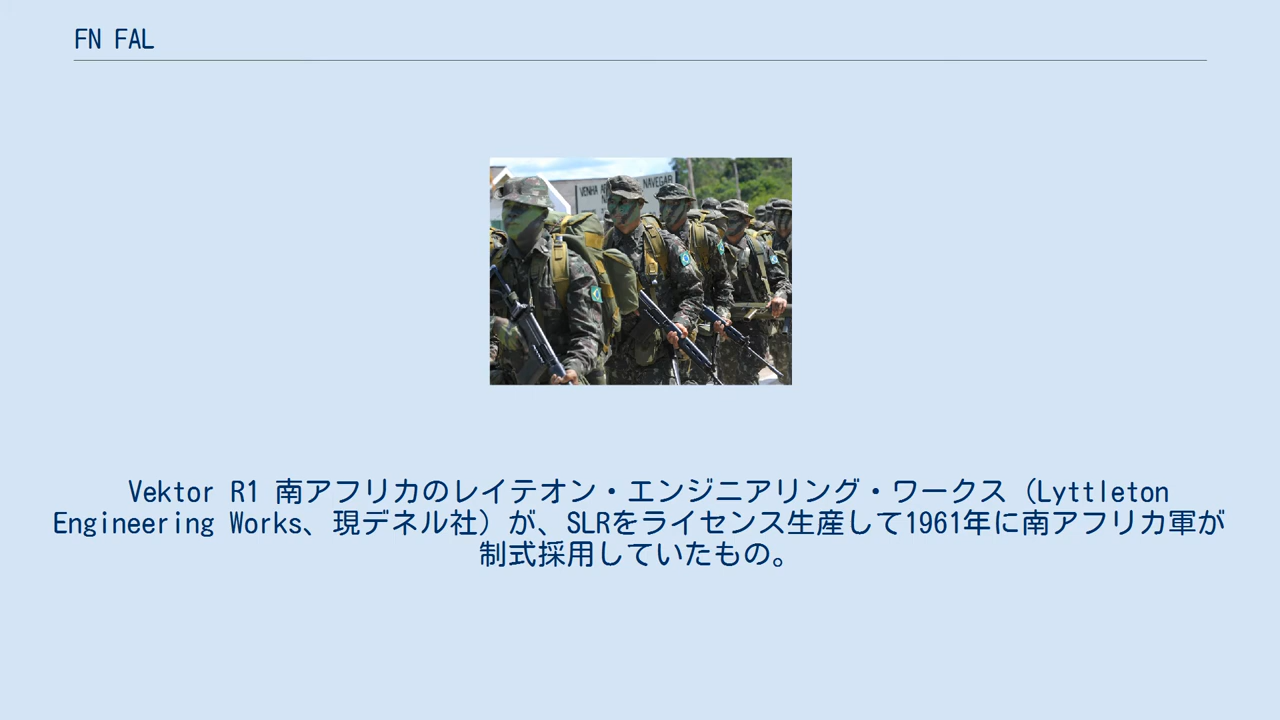 FN FAL
VENHA
NAVEGAR
Vektor R1 南アフリカのレイテオン・エンジニアリング・ワークス（Lyttleton
Engineering Works、現デネル社）が、SLRをライセンス生産して1961年に南アフリカ軍が
制式採用していたもの。